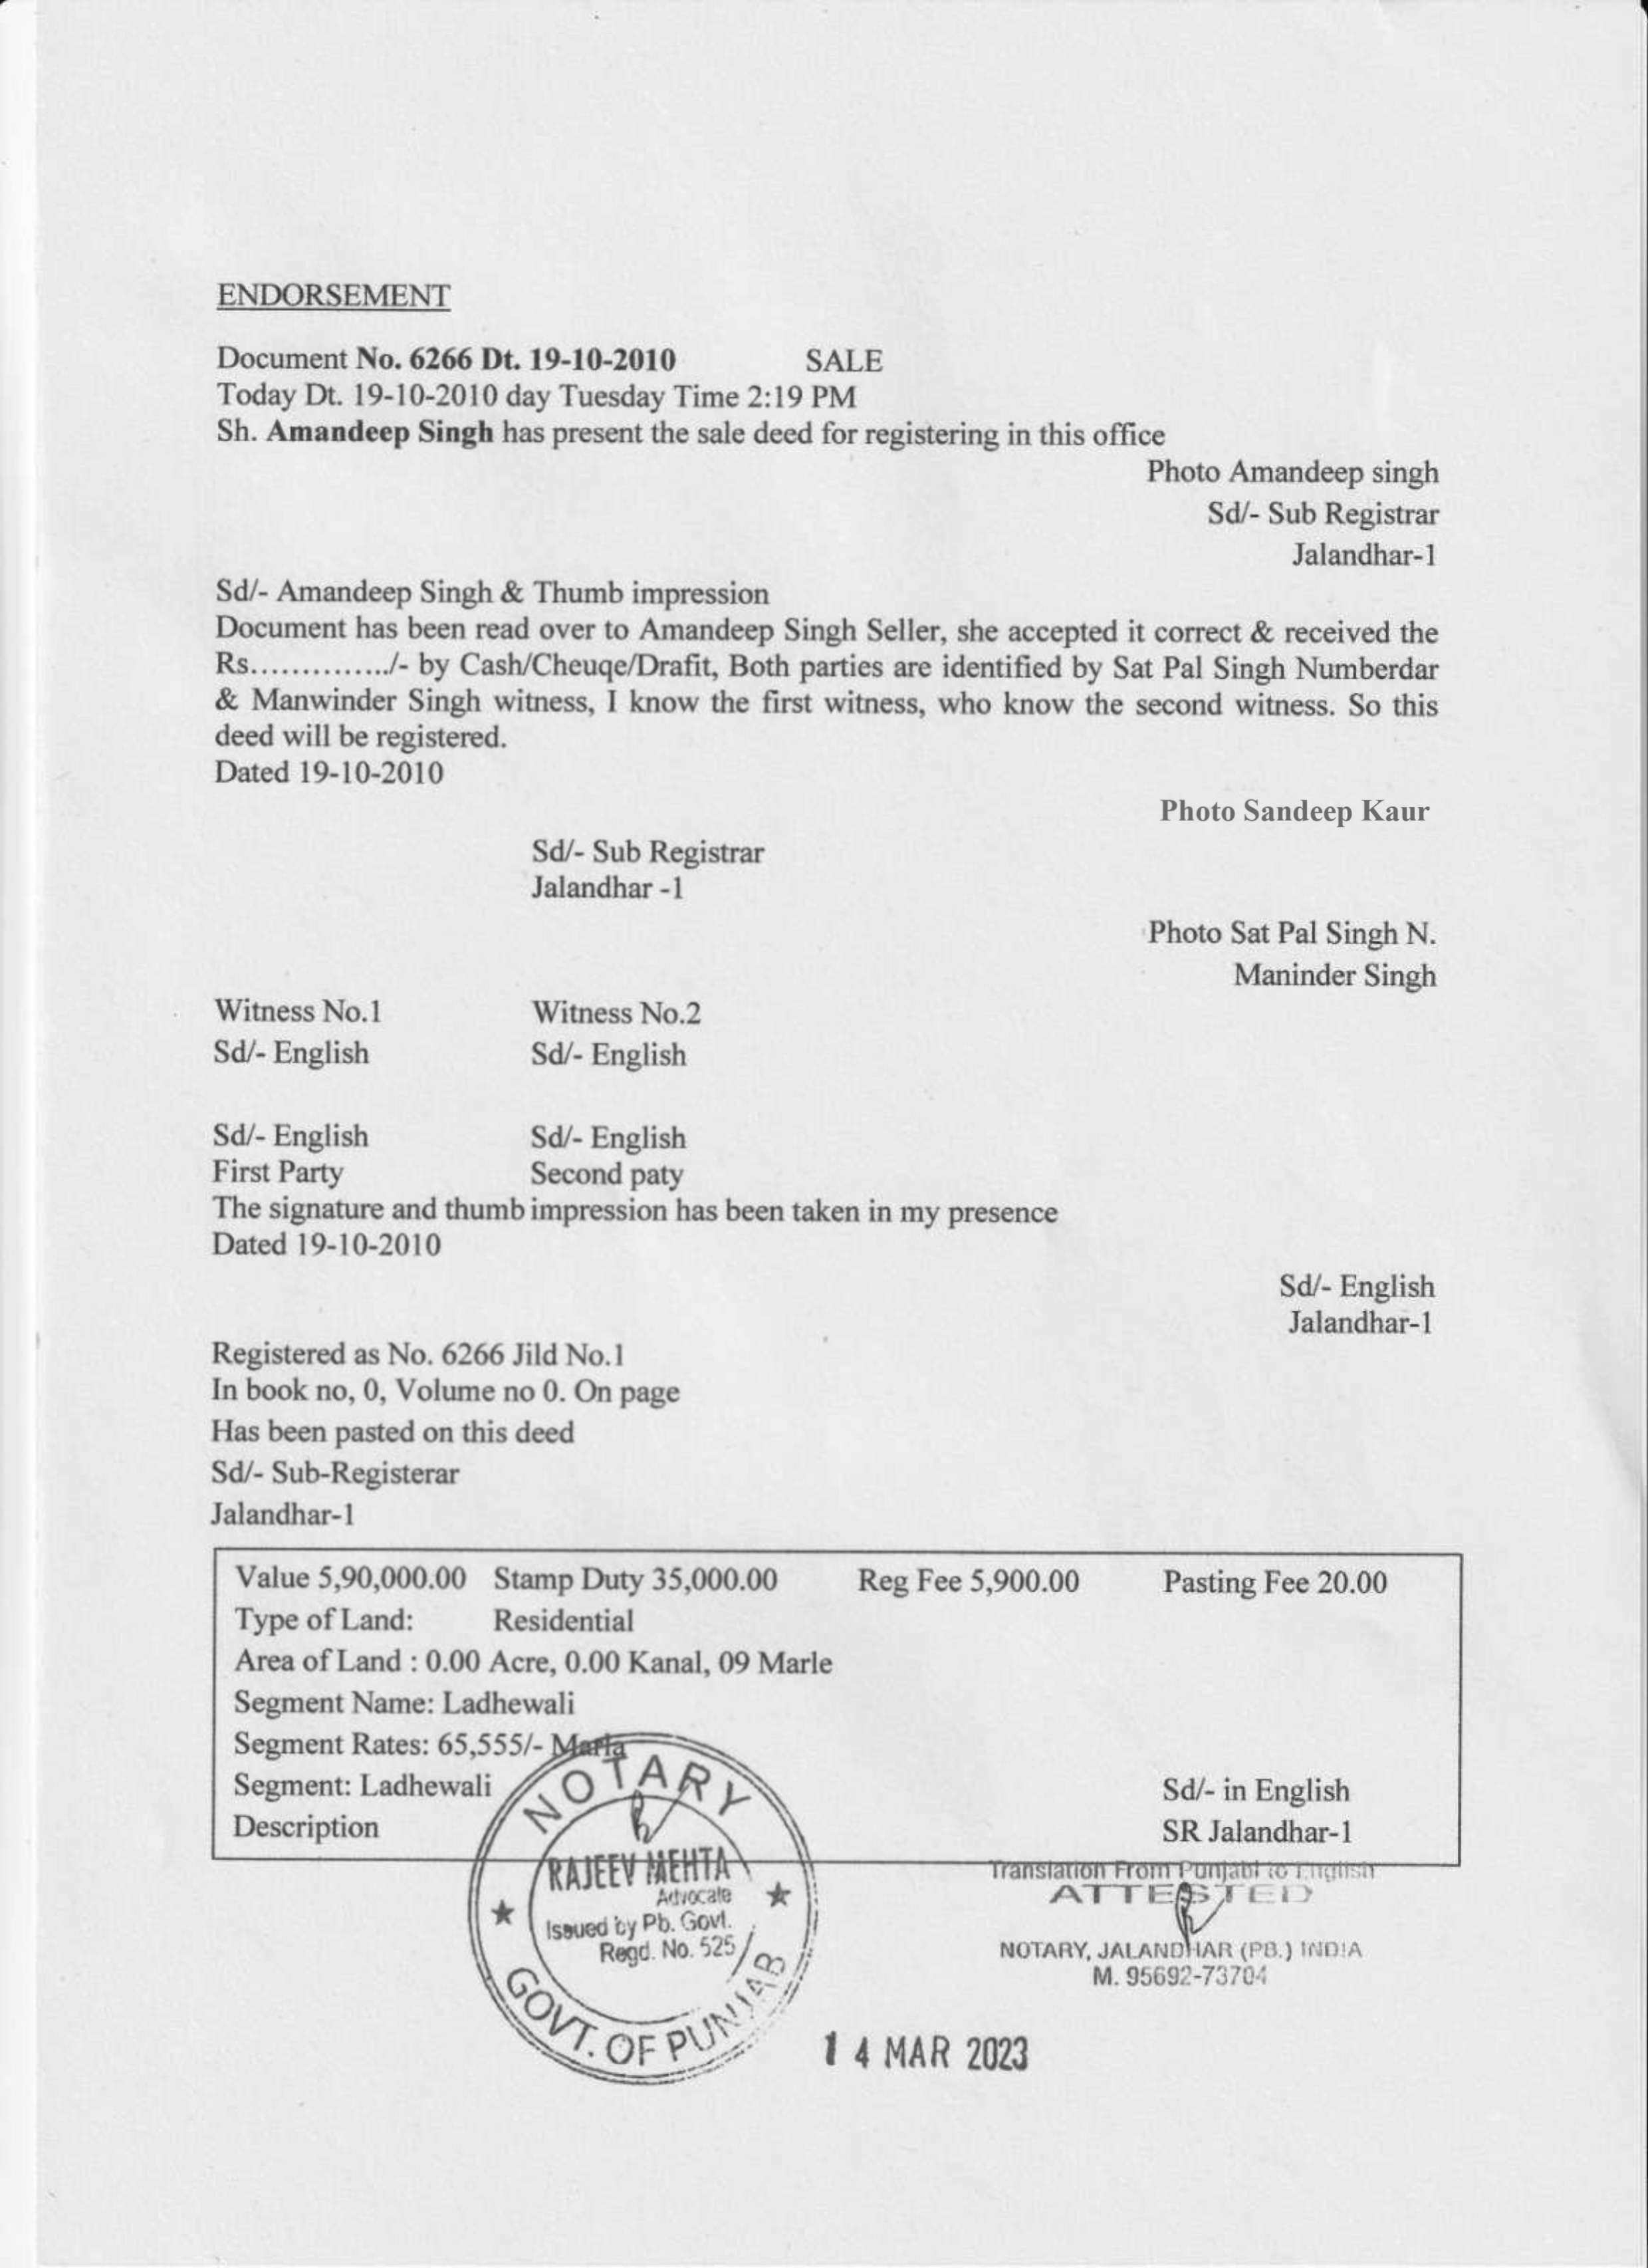 ENDORSEMENT
Document No. 6266 Dt. 19-10-2010 SALE
Today Dt. 19-10-2010 day Tuesday Time 2:19 PM
Sh. Amandeep Singh has present the sale deed for registering in this office
Photo Amandeep singh
Sd/- Sub Registrar
Jalandhar-1
Sd/- Amandeep Singh & Thumb impression
Document has been read over to Amandeep Singh Seller, she accepted it correct & received the
Rs............../- by Cash/Cheuqe/Drafit, Both parties are identified by Sat Pal Singh Numberdar
& Manwinder Singh witness, I know the first witness, who know the second witness. So this
deed will be registered.
Dated 19-10-2010
Photo Sandeep Kaur
Sd/- Sub Registrar
Jalandhar -1
Photo Sat Pal Singh N.
Maninder Singh
Witness No.1 Witness No.2
Sd/- English Sd/- English
Sd/- English Sd/- English
First Party Second paty
The signature and thumb impression has been taken in my presence
Dated 19-10-2010
Sd/- English
Jalandhar-1
Registered as No. 6266 Jild No.1
In book no, 0, Volume no 0. On page
Has been pasted on this deed
Sd/- Sub-Registerar
Jalandhar-1
Value 5,90,000.00 Stamp Duty 35,000.00 Reg Fee 5,900.00 Pasting Fee 20.00
Type of Land: Residential
Area of Land : 0.00 Acre, 0.00 Kanal, 09 Marle
Segment Name: Ladhewali
Segment Rates: 65,555/- Marla
Segment: Ladhewali
Sd/- in English
Description
SR Jalandhar-1
NOTARY
RAJEEV MEHTA
Advocate
Issued by Pb. Govt.
Regd. No. 525
GOVT. OF PUNJAB
Translation From Punjabi to English
ATTESTED
NOTARY, JALANDHAR (PB.) INDIA
M. 95692-73704
14 MAR 2023